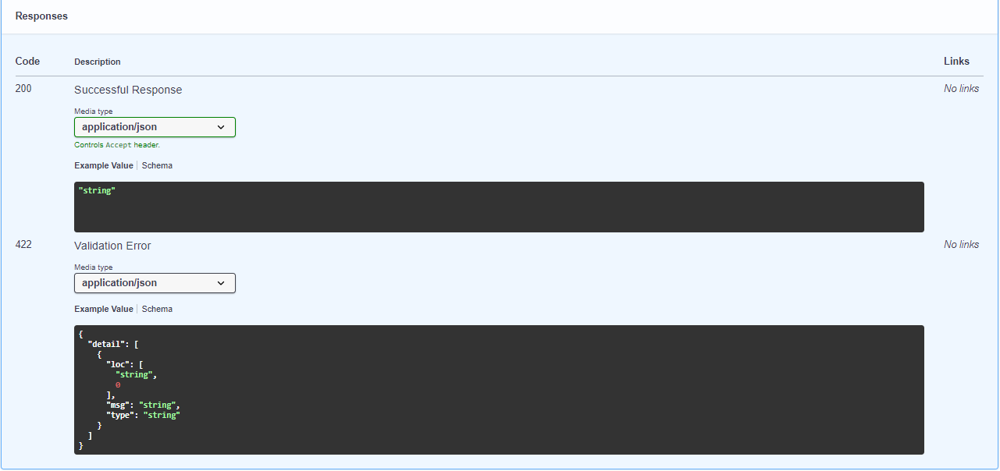 Responses
Code Description Links
200 Successful Response No links
Media type
application/json
Controls Accept header.
Example Value Schema
"string"
422 Validation Error No links
Media type
application/json
Example Value Schema
{
  "detail": [
    {
      "loc": [
        "string",
        0
      ],
      "msg": "string",
      "type": "string"
    }
  ]
}